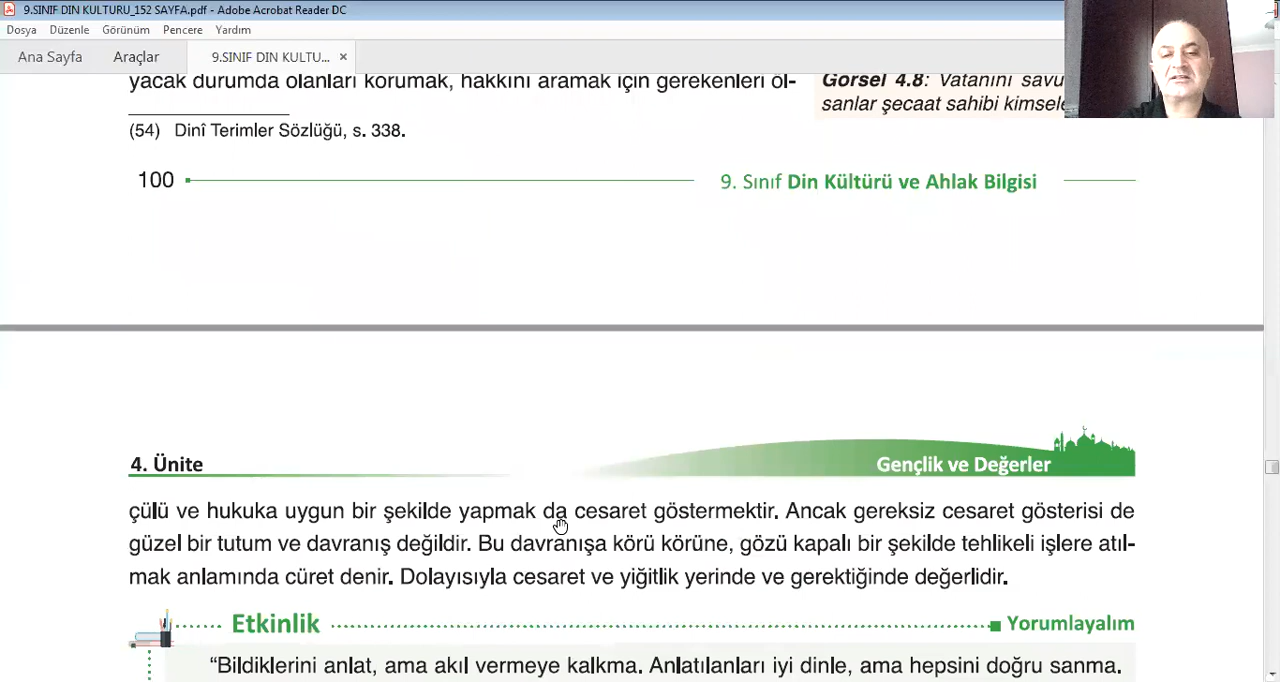 9.SINIF DIN KULTURU_152 SAYFA.pdf - Adobe Acrobat Reader DC
Dosya Düzenle Görünüm Pencere Yardım
Ana Sayfa Araçlar 9.SINIF DIN KULTU... ×
yacak durumda olanları korumak, hakkını aramak için gerekenleri öl-
Görsel 4.8: Vatanını
sanlar şecaat sahibi
(54) Dinî Terimler Sözlüğü, s. 338.
100 9. Sınıf Din Kültürü ve Ahlak Bilgisi
4. Ünite Gençlik ve Değerler
çülü ve hukuka uygun bir şekilde yapmak da cesaret göstermektir. Ancak gereksiz cesaret gösterisi de
güzel bir tutum ve davranış değildir. Bu davranışa körü körüne, gözü kapalı bir şekilde tehlikeli işlere atıl-
mak anlamında cüret denir. Dolayısıyla cesaret ve yiğitlik yerinde ve gerektiğinde değerlidir.
Etkinlik Yorumlayalım
“Bildiklerini anlat, ama akıl vermeye kalkma. Anlatılanları iyi dinle, ama hepsini doğru sanma.